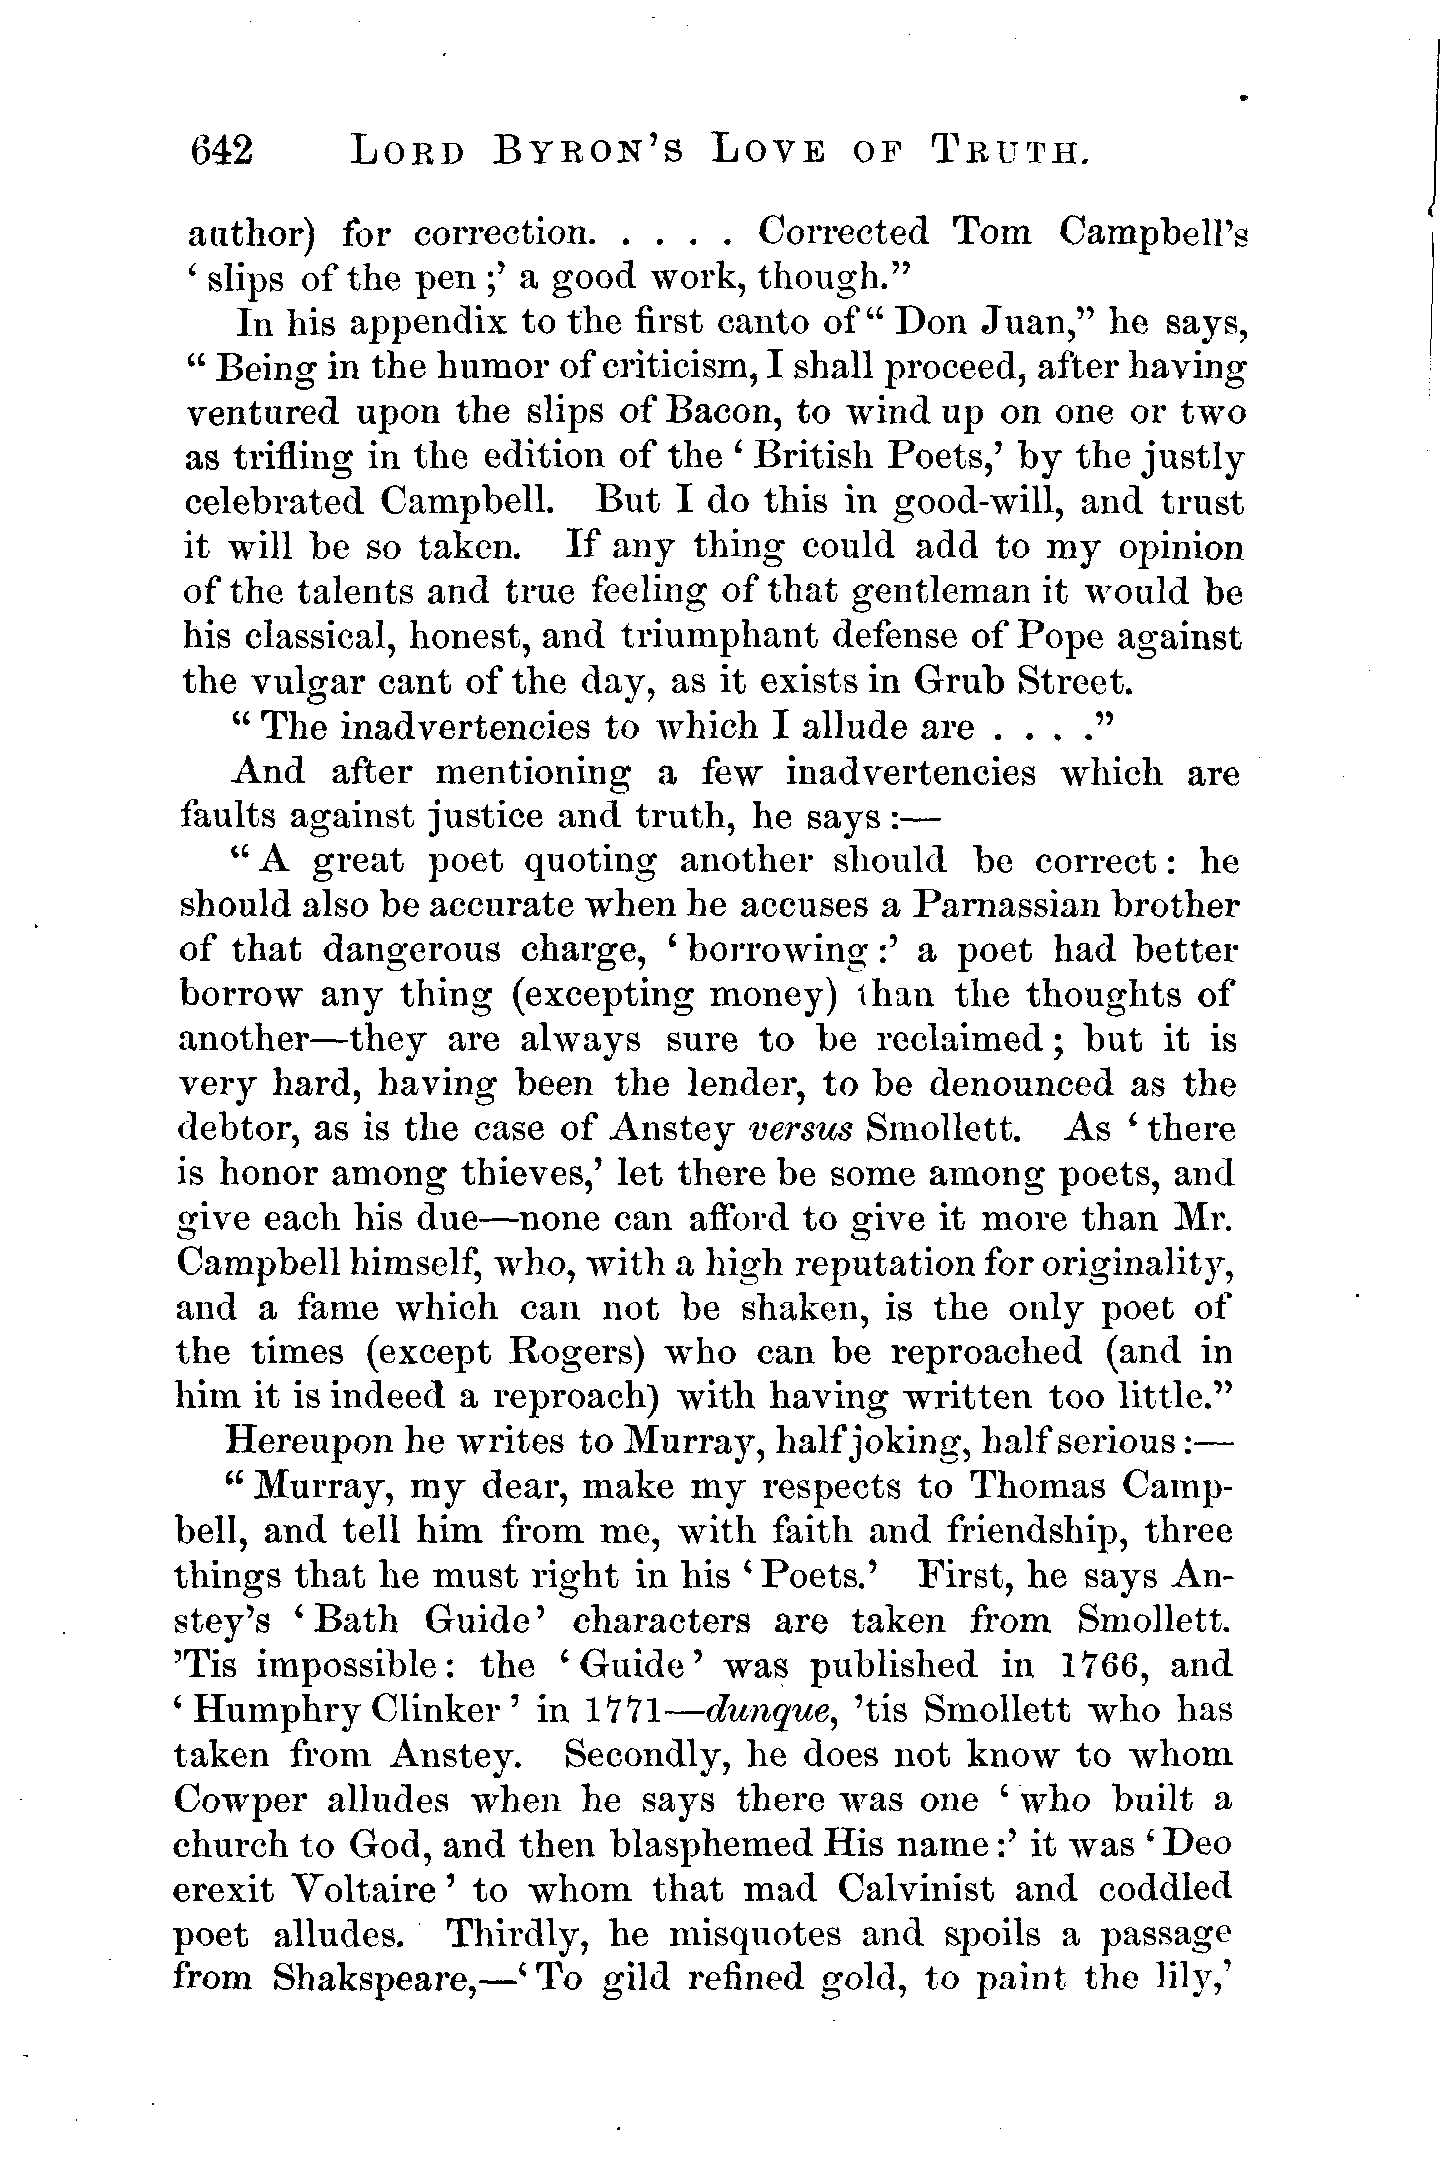 642 LORD BYRON'S LOVE OF TRUTH.
author) for correction. . . . . Corrected Tom Campbell's
‘ slips of the pen ;’ a good work, though.”
In his appendix to the first canto of “ Don Juan,” he says,
“ Being in the humor of criticism, I shall proceed, after having
ventured upon the slips of Bacon, to wind up on one or two
as trifling in the edition of the ‘ British Poets,’ by the justly
celebrated Campbell. But I do this in good-will, and trust
it will be so taken. If any thing could add to my opinion
of the talents and true feeling of that gentleman it would be
his classical, honest, and triumphant defense of Pope against
the vulgar cant of the day, as it exists in Grub Street.
“ The inadvertencies to which I allude are . . . .”
And after mentioning a few inadvertencies which are
faults against justice and truth, he says :—
“ A great poet quoting another should be correct : he
should also be accurate when he accuses a Parnassian brother
of that dangerous charge, ‘ borrowing :’ a poet had better
borrow any thing (excepting money) than the thoughts of
another—they are always sure to be reclaimed ; but it is
very hard, having been the lender, to be denounced as the
debtor, as is the case of Anstey versus Smollett. As ‘ there
is honor among thieves,’ let there be some among poets, and
give each his due—none can afford to give it more than Mr.
Campbell himself, who, with a high reputation for originality,
and a fame which can not be shaken, is the only poet of
the times (except Rogers) who can be reproached (and in
him it is indeed a reproach) with having written too little.”
Hereupon he writes to Murray, half joking, half serious :—
“ Murray, my dear, make my respects to Thomas Camp-
bell, and tell him from me, with faith and friendship, three
things that he must right in his ‘ Poets.’ First, he says An-
stey's ‘ Bath Guide’ characters are taken from Smollett.
’Tis impossible : the ‘ Guide ’ was published in 1766, and
‘ Humphry Clinker ’ in 1771—dunque, ’tis Smollett who has
taken from Anstey. Secondly, he does not know to whom
Cowper alludes when he says there was one ‘ who built a
church to God, and then blasphemed His name :’ it was ‘ Deo
erexit Voltaire ’ to whom that mad Calvinist and coddled
poet alludes. Thirdly, he misquotes and spoils a passage
from Shakspeare,—‘ To gild refined gold, to paint the lily,’